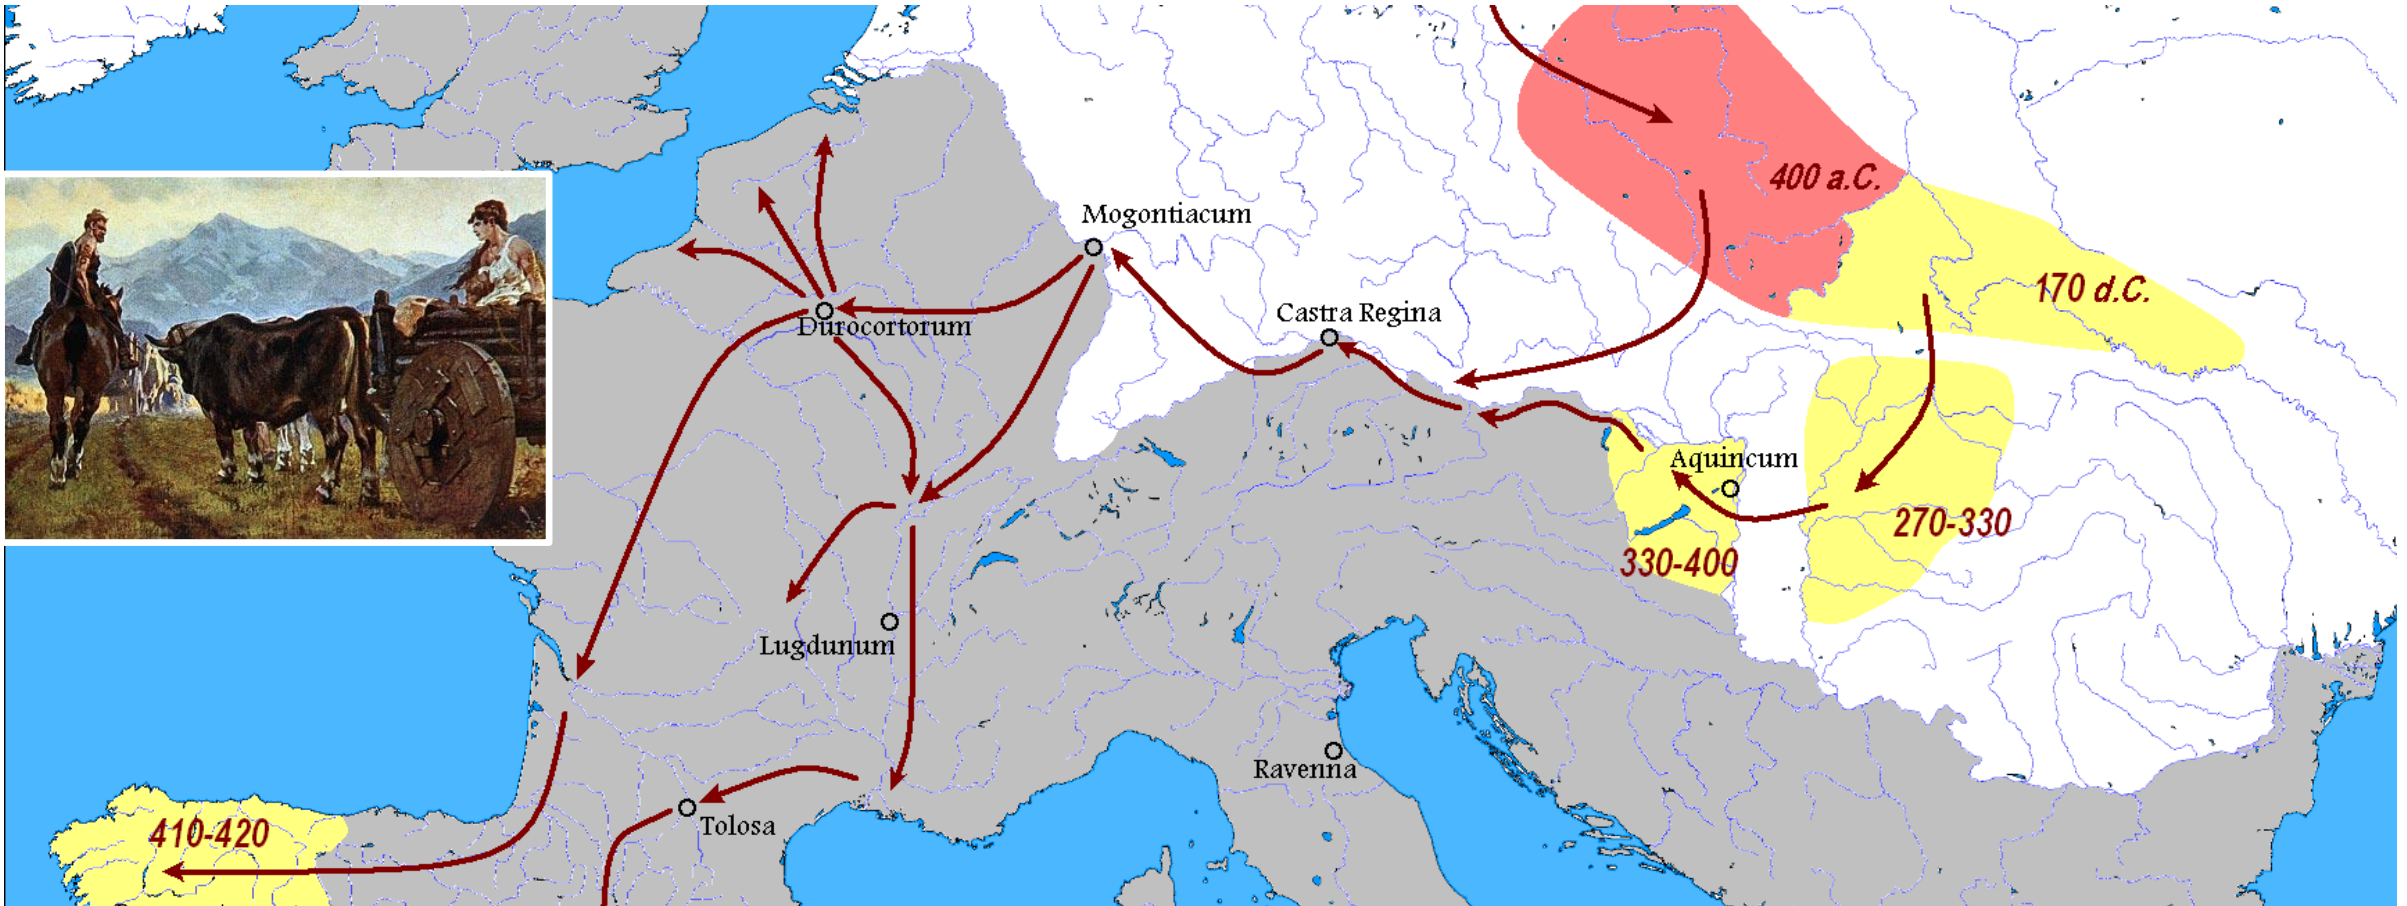 400 a.C.
Mogontiacum
170 d.C.
Castra Regina
Durocortorum
Aquincum
270-330
330-400
Lugdunum
Ravenna
Tolosa
410-420